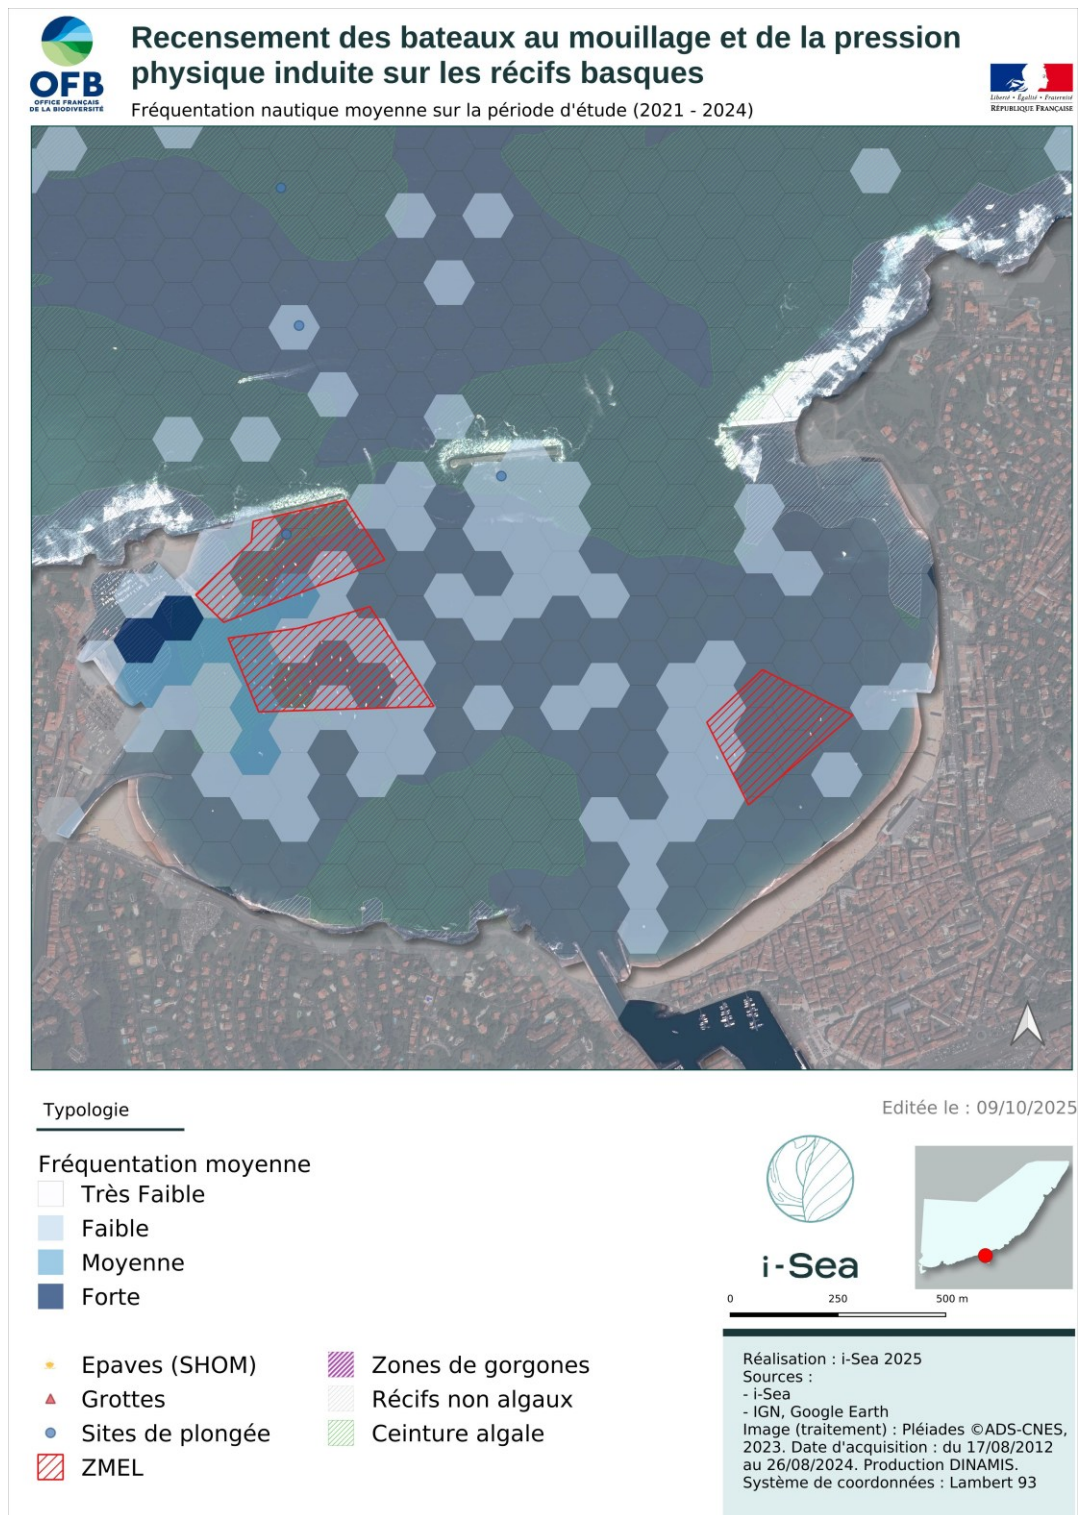 OFB
OFFICE FRANÇAIS
DE LA BIODIVERSITÉ
Recensement des bateaux au mouillage et de la pression
physique induite sur les récifs basques
Fréquentation nautique moyenne sur la période d'étude (2021 - 2024)
Liberté • Égalité • Fraternité
RÉPUBLIQUE FRANÇAISE
Typologie
Editée le : 09/10/2025
Fréquentation moyenne
Très Faible
Faible
Moyenne
Forte
i-Sea
0 250 500 m
Epaves (SHOM)
Grottes
Sites de plongée
ZMEL
Zones de gorgones
Récifs non algaux
Ceinture algale
Réalisation : i-Sea 2025
Sources :
- i-Sea
- IGN, Google Earth
Image (traitement) : Pléiades ©ADS-CNES,
2023. Date d'acquisition : du 17/08/2012
au 26/08/2024. Production DINAMIS.
Système de coordonnées : Lambert 93